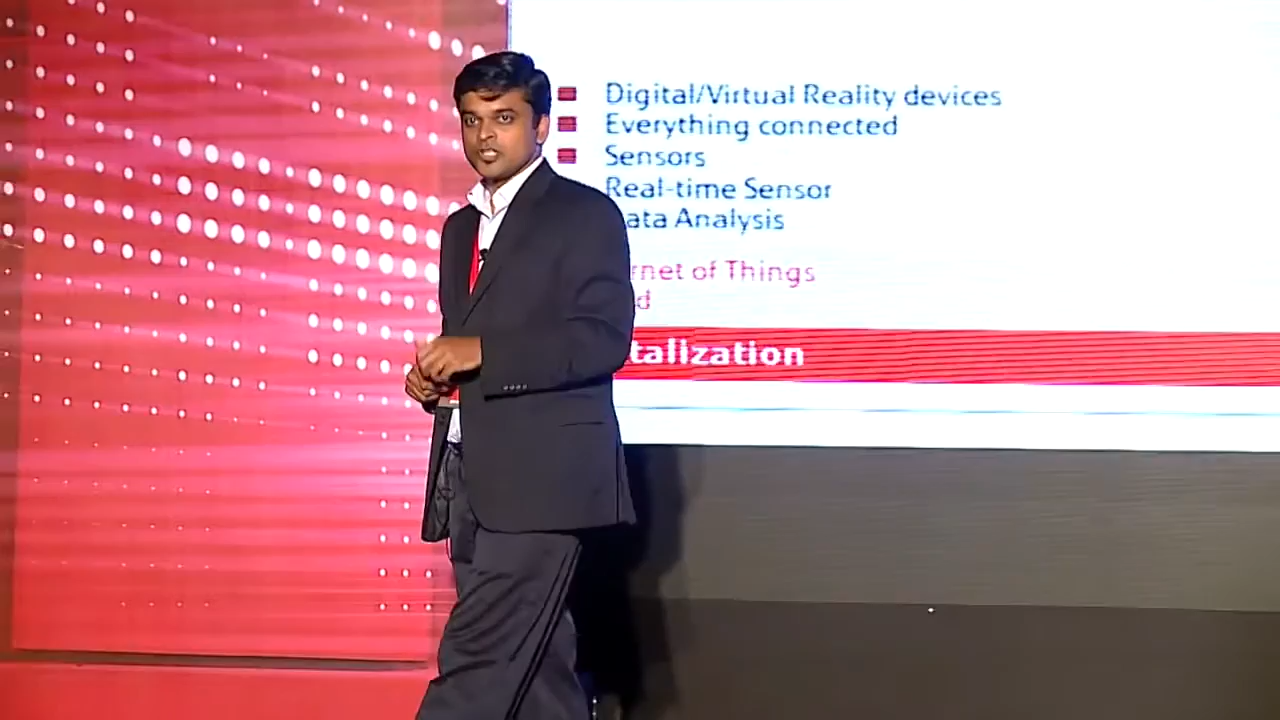 Digital/Virtual Reality devices
Everything connected
Sensors
Real-time Sensor
ata Analysis
rnet of Things
d
talization